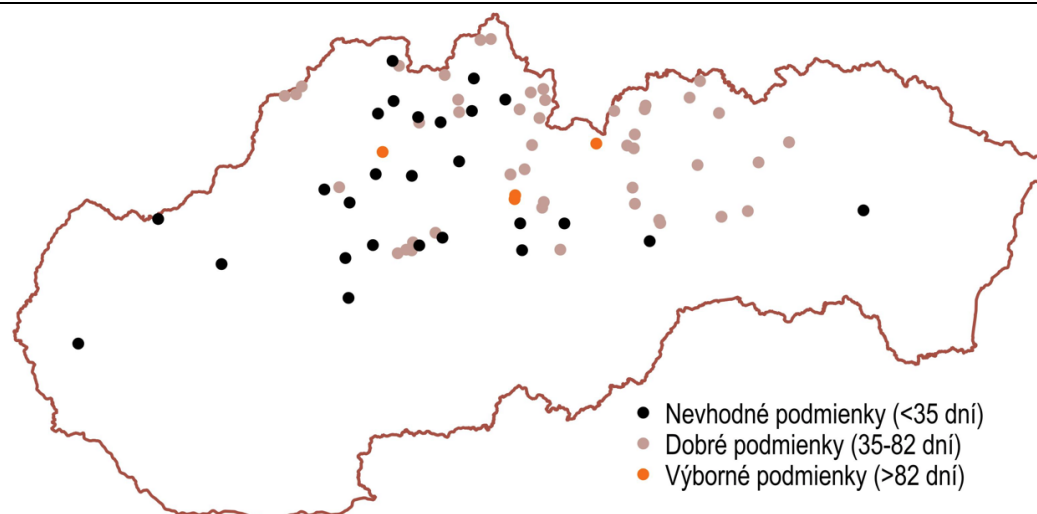 Nevhodné podmienky (<35 dní)
Dobré podmienky (35-82 dní)
Výborné podmienky (>82 dní)